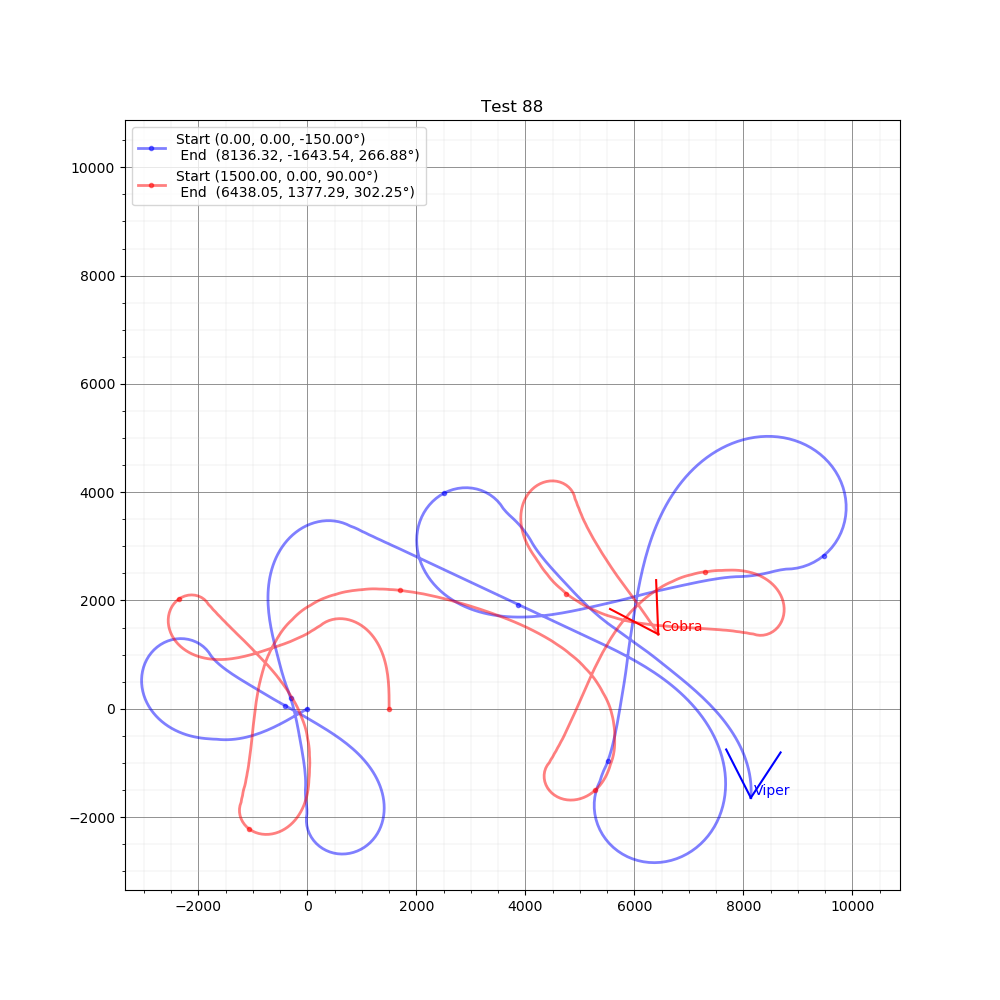 Test 88
Start (0.00, 0.00, -150.00°)
End (8136.32, -1643.54, 266.88°)
Start (1500.00, 0.00, 90.00°)
End (6438.05, 1377.29, 302.25°)
10000
8000
6000
4000
2000
0
−2000
Cobra
Viper
−2000 0 2000 4000 6000 8000 10000